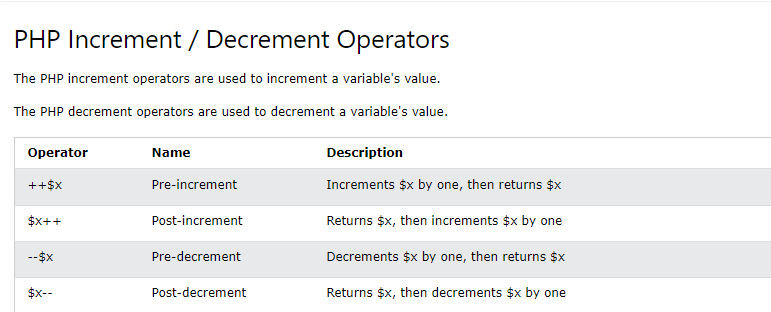 PHP Increment / Decrement Operators
The PHP increment operators are used to increment a variable's value.
The PHP decrement operators are used to decrement a variable's value.
Operator Name Description
++$x Pre-increment Increments $x by one, then returns $x
$x++ Post-increment Returns $x, then increments $x by one
--$x Pre-decrement Decrements $x by one, then returns $x
$x-- Post-decrement Returns $x, then decrements $x by one